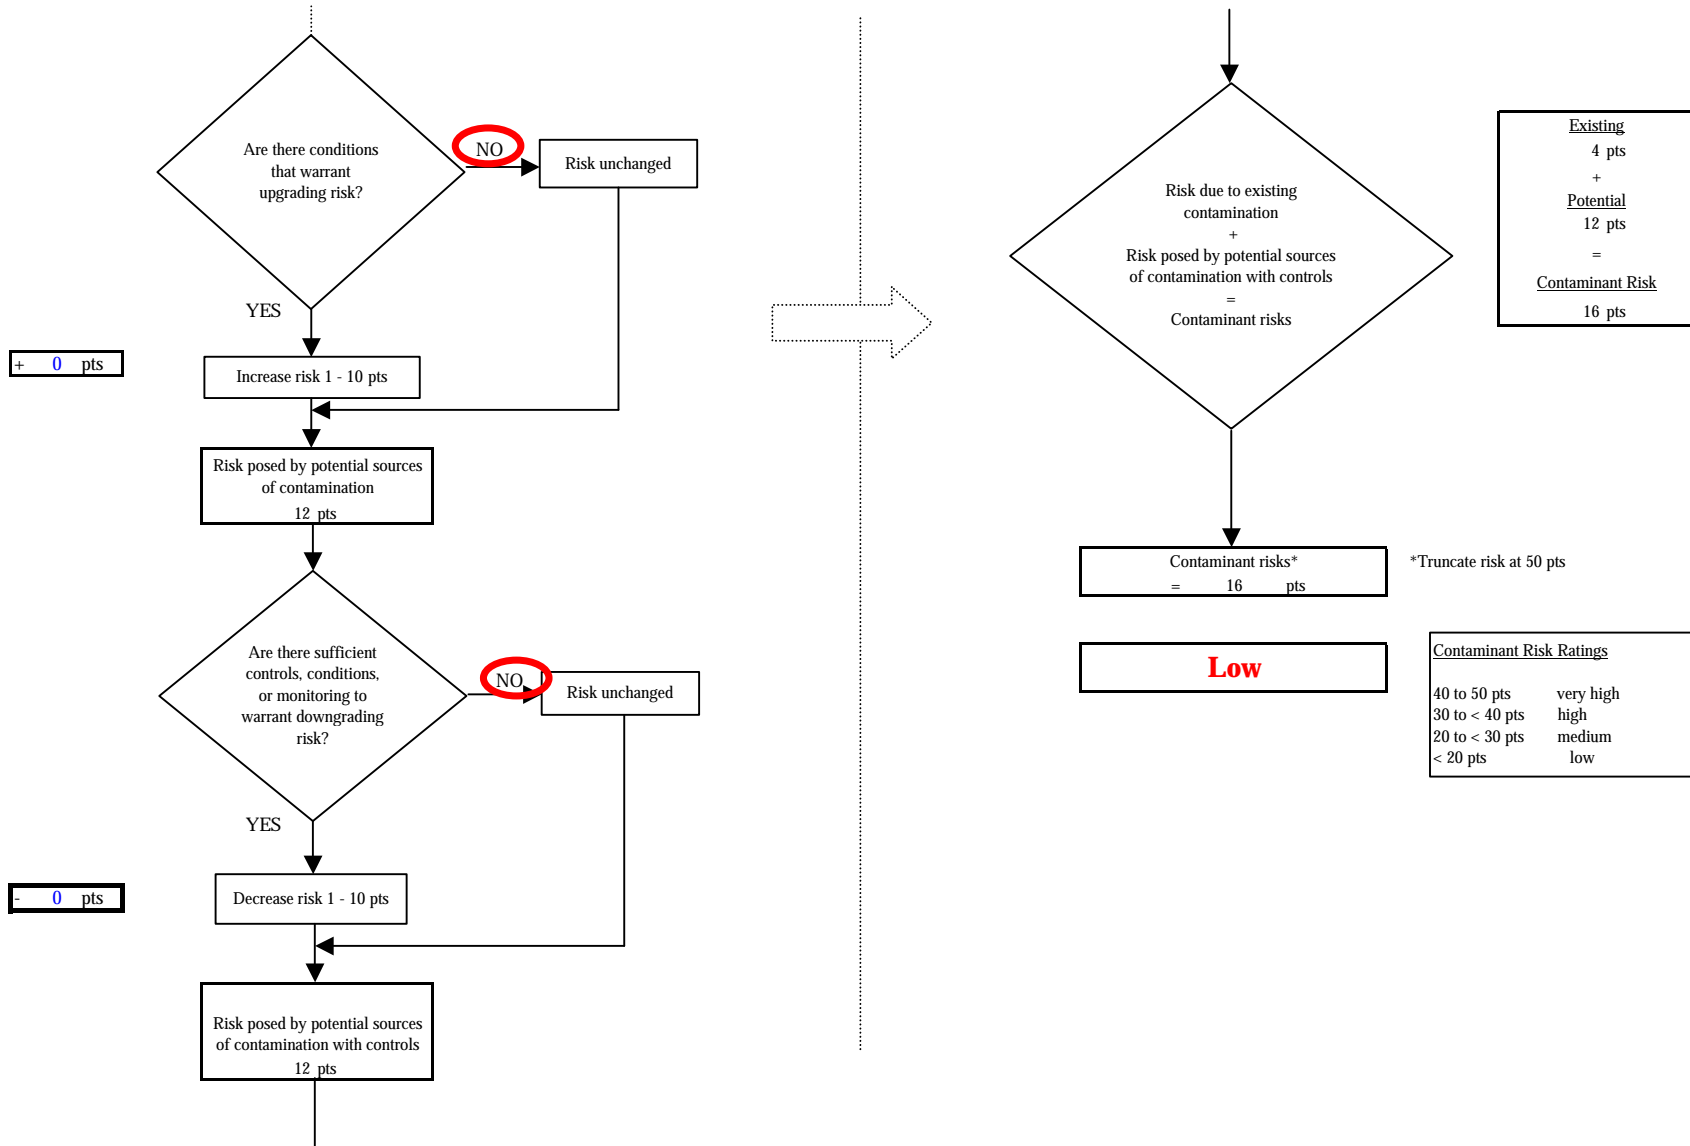 Are there conditions
that warrant
upgrading risk?
NO
Risk unchanged
YES
+ 0 pts
Increase risk 1 - 10 pts
Risk posed by potential sources
of contamination
12 pts
Are there sufficient
controls, conditions,
or monitoring to
warrant downgrading
risk?
NO
Risk unchanged
YES
- 0 pts
Decrease risk 1 - 10 pts
Risk posed by potential sources
of contamination with controls
12 pts
Risk due to existing
contamination
+
Risk posed by potential sources
of contamination with controls
=
Contaminant risks
Existing
4 pts
+
Potential
12 pts
=
Contaminant Risk
16 pts
Contaminant risks*
= 16 pts
*Truncate risk at 50 pts
Low
Contaminant Risk Ratings
40 to 50 pts very high
30 to < 40 pts high
20 to < 30 pts medium
< 20 pts low